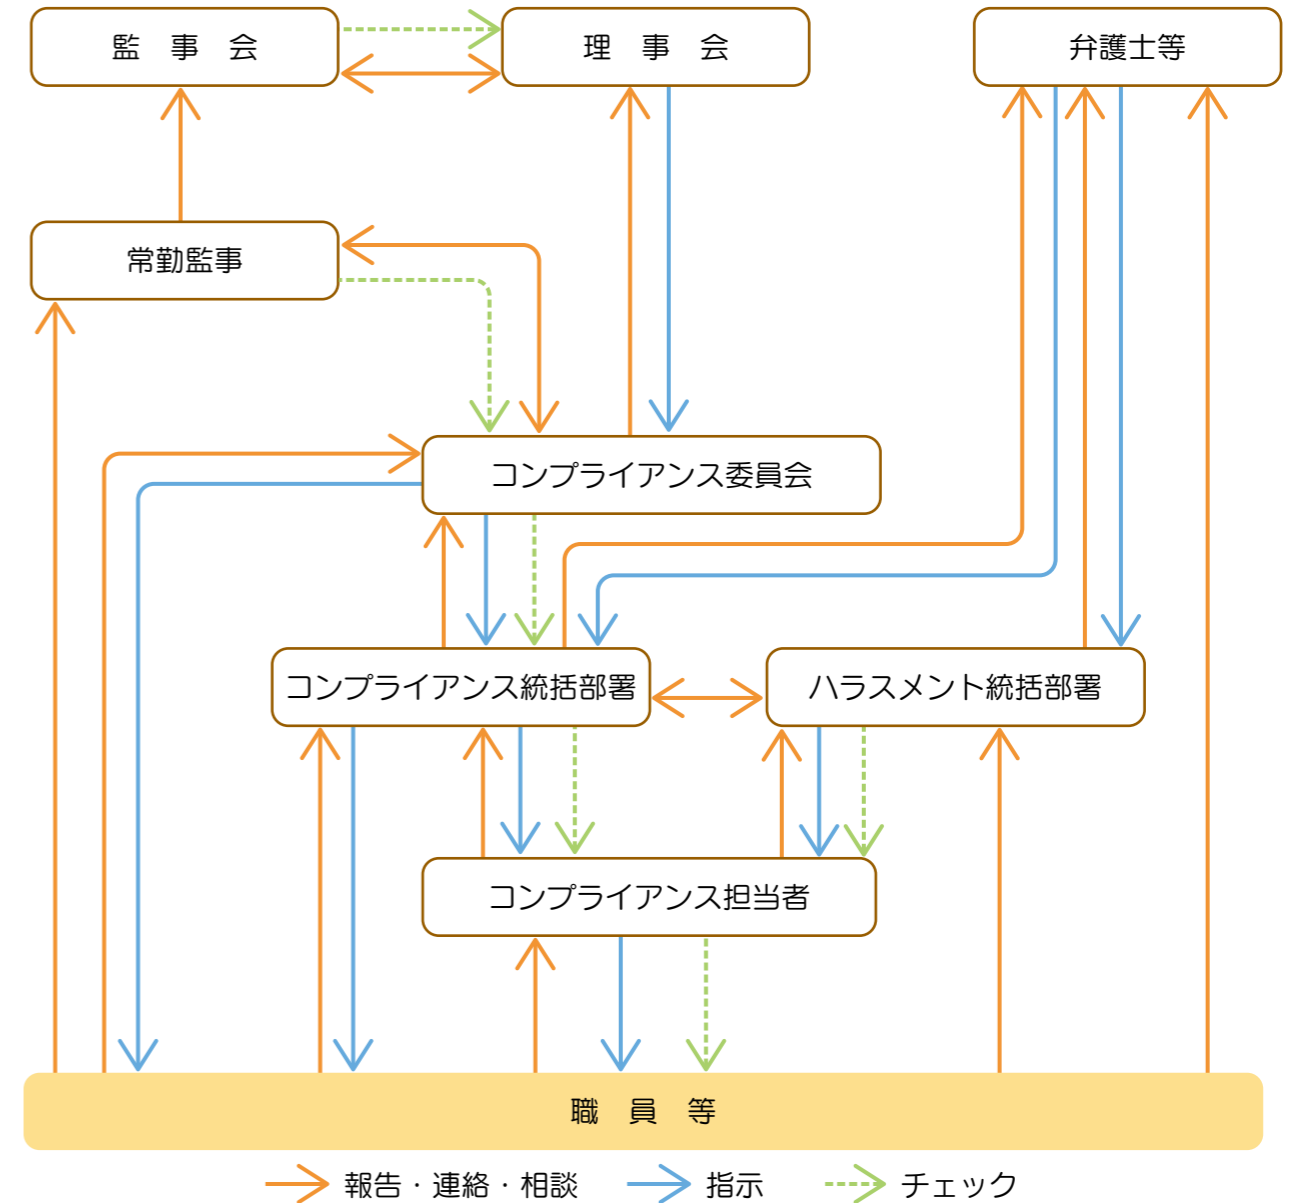 監　事　会
理　事　会
弁護士等
常勤監事
コンプライアンス委員会
コンプライアンス統括部署
ハラスメント統括部署
コンプライアンス担当者
職　員　等
報告・連絡・相談
指示
チェック